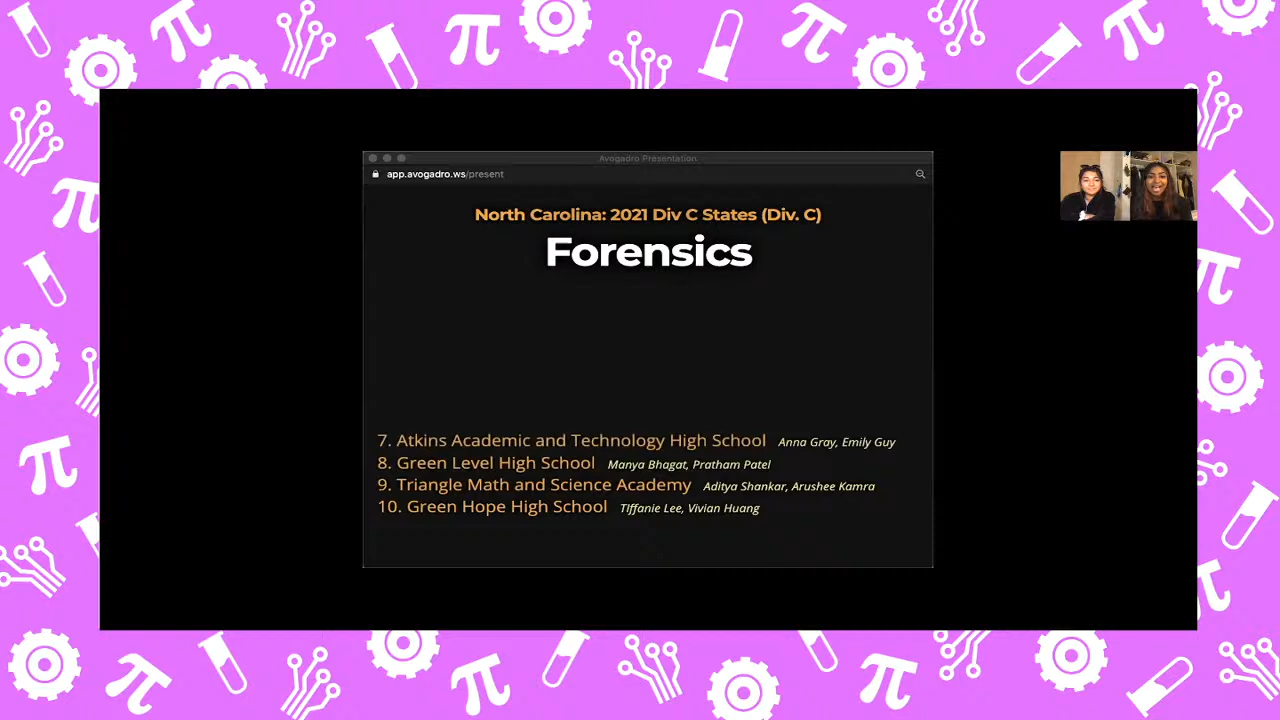 Avogadro Presentation
app.avogadro.ws/present
North Carolina: 2021 Div C States (Div. C)
Forensics
7. Atkins Academic and Technology High School Anna Gray, Emily Guy
8. Green Level High School Manya Bhagat, Pratham Patel
9. Triangle Math and Science Academy Aditya Shankar, Arushee Kamra
10. Green Hope High School TIffanie Lee, Vivian Huang